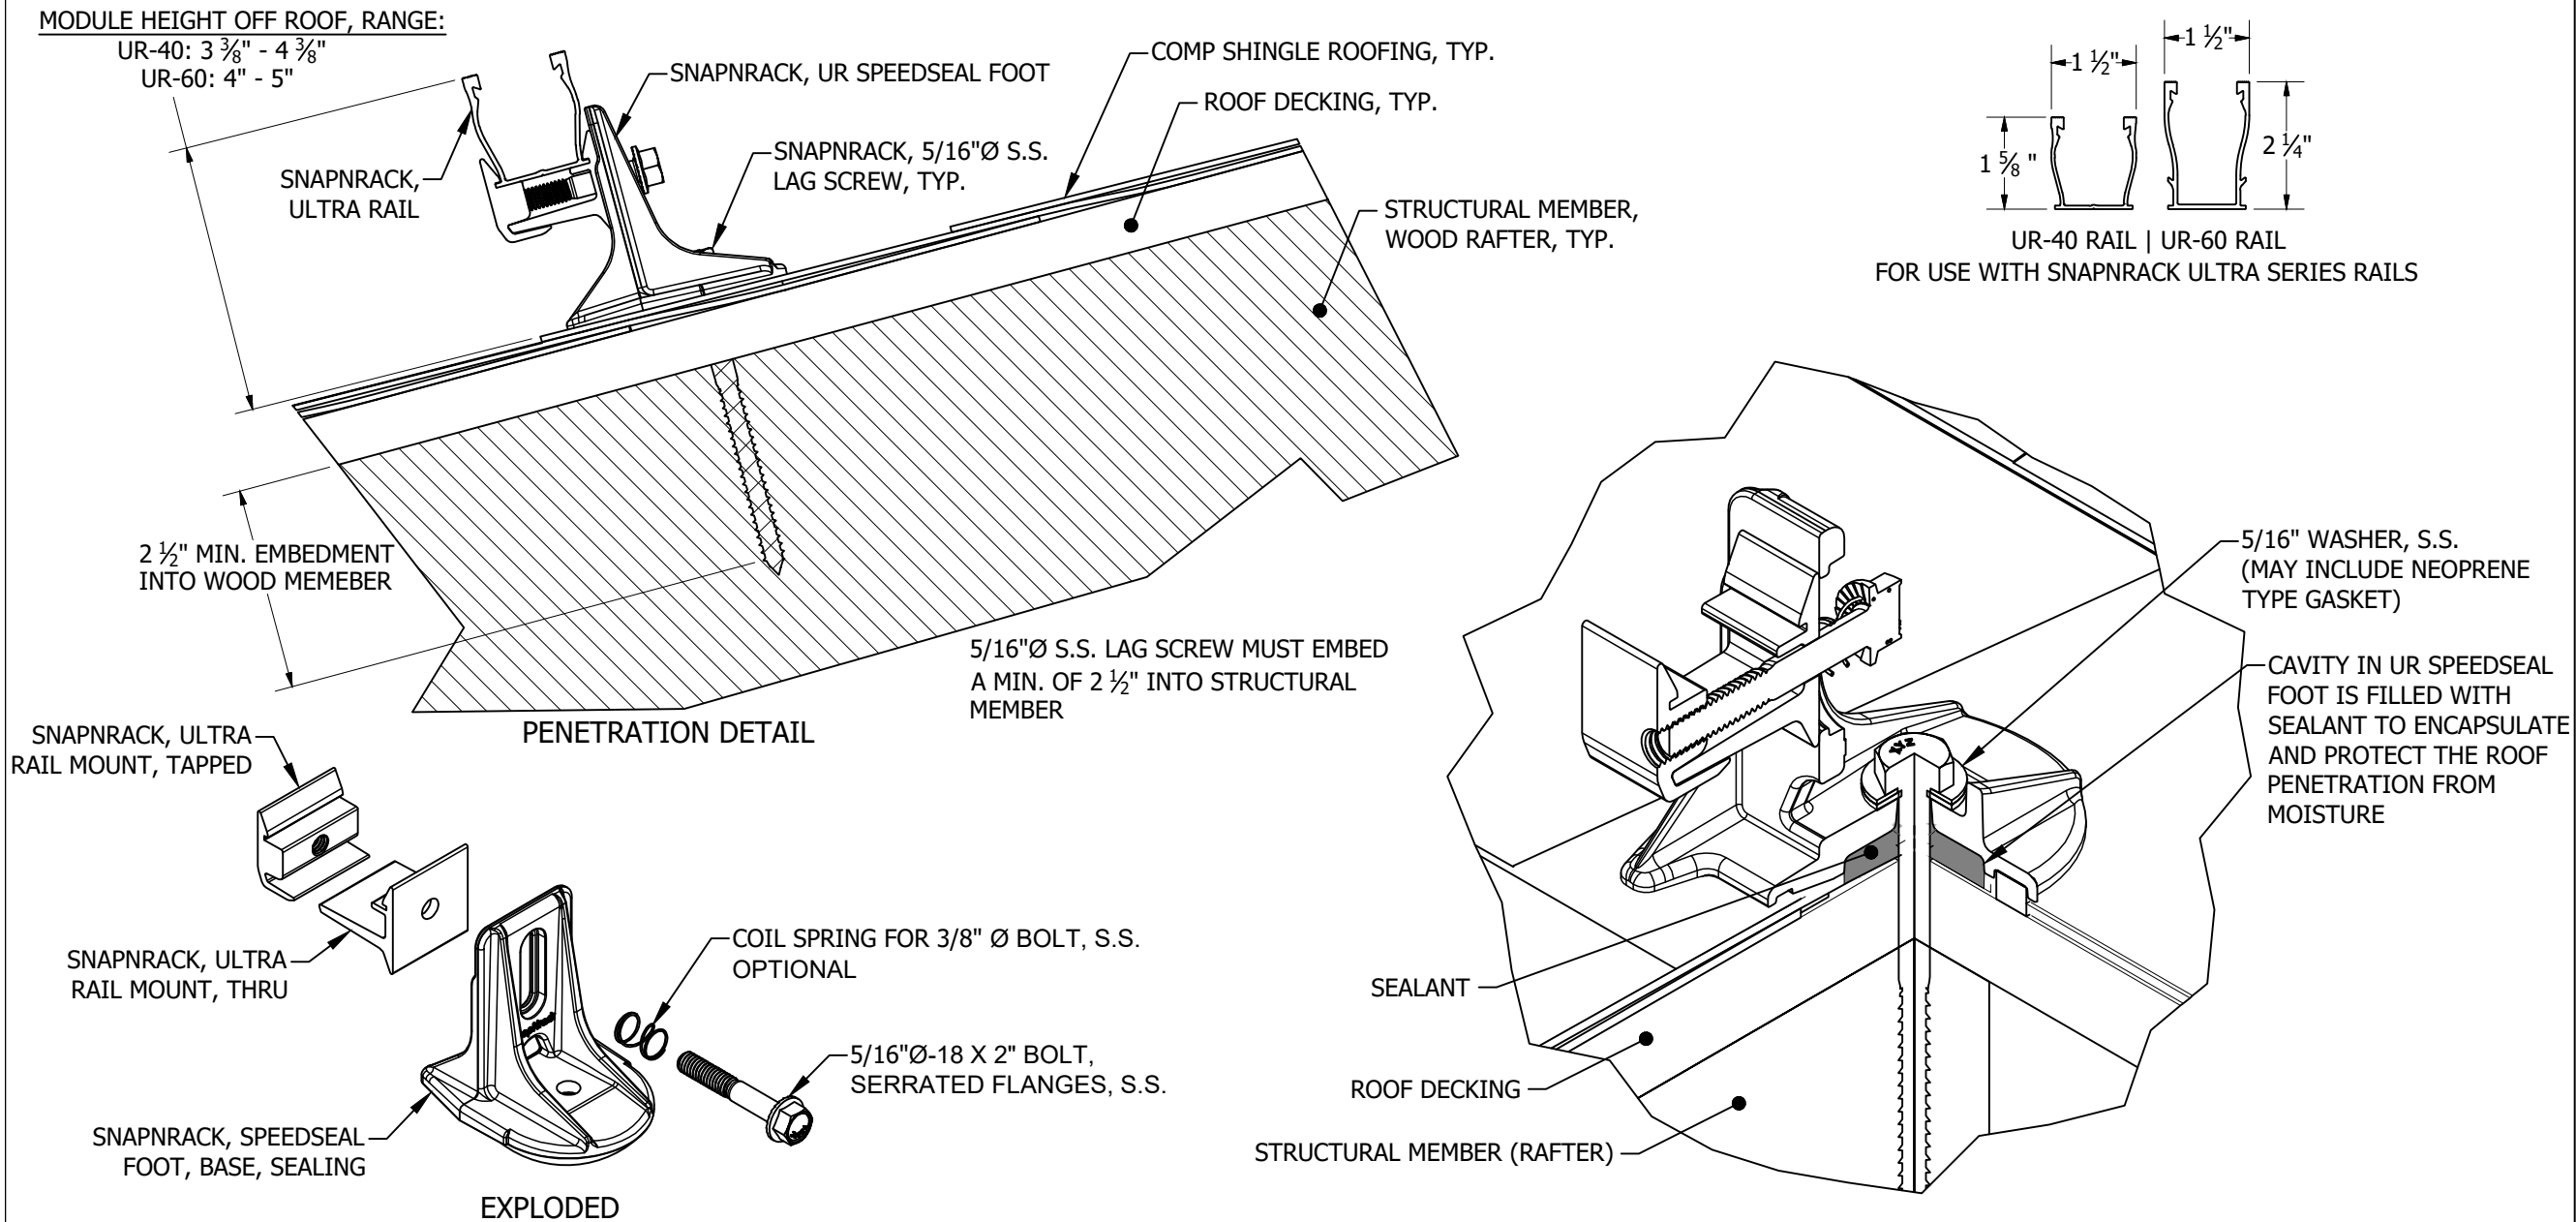 MODULE HEIGHT OFF ROOF, RANGE:
UR-40: 3 ⅜" - 4 ⅜"
UR-60: 4" - 5"
SNAPNRACK, UR SPEEDSEAL FOOT
COMP SHINGLE ROOFING, TYP.
ROOF DECKING, TYP.
SNAPNRACK, 5/16"Ø S.S.
LAG SCREW, TYP.
SNAPNRACK,
ULTRA RAIL
STRUCTURAL MEMBER,
WOOD RAFTER, TYP.
1 ½"
1 ½"
1 ⅝ "
2 ¼"
UR-40 RAIL | UR-60 RAIL
FOR USE WITH SNAPNRACK ULTRA SERIES RAILS
2 ½" MIN. EMBEDMENT
INTO WOOD MEMEBER
5/16"Ø S.S. LAG SCREW MUST EMBED
A MIN. OF 2 ½" INTO STRUCTURAL
MEMBER
PENETRATION DETAIL
5/16" WASHER, S.S.
(MAY INCLUDE NEOPRENE
TYPE GASKET)
CAVITY IN UR SPEEDSEAL
FOOT IS FILLED WITH
SEALANT TO ENCAPSULATE
AND PROTECT THE ROOF
PENETRATION FROM
MOISTURE
SEALANT
ROOF DECKING
STRUCTURAL MEMBER (RAFTER)
SNAPNRACK, ULTRA
RAIL MOUNT, TAPPED
SNAPNRACK, ULTRA
RAIL MOUNT, THRU
COIL SPRING FOR 3/8" Ø BOLT, S.S.
OPTIONAL
5/16"Ø-18 X 2" BOLT,
SERRATED FLANGES, S.S.
SNAPNRACK, SPEEDSEAL
FOOT, BASE, SEALING
EXPLODED